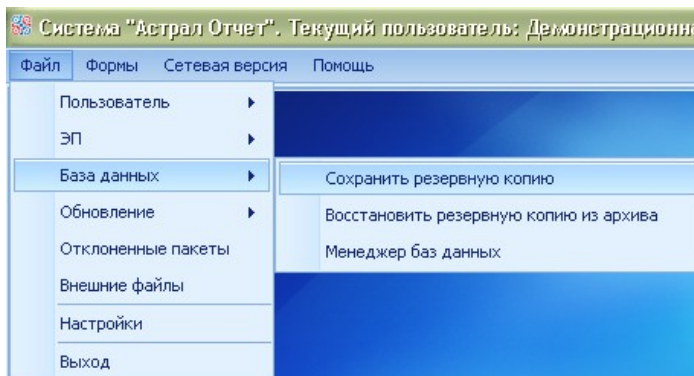 Система "Астрал Отчет". Текущий пользователь: Демонстрационн
Файл Формы Сетевая версия Помощь
Пользователь
ЭП
База данных
Сохранить резервную копию
Обновление
Восстановить резервную копию из архива
Отклоненные пакеты
Менеджер баз данных
Внешние файлы
Настройки
Выход